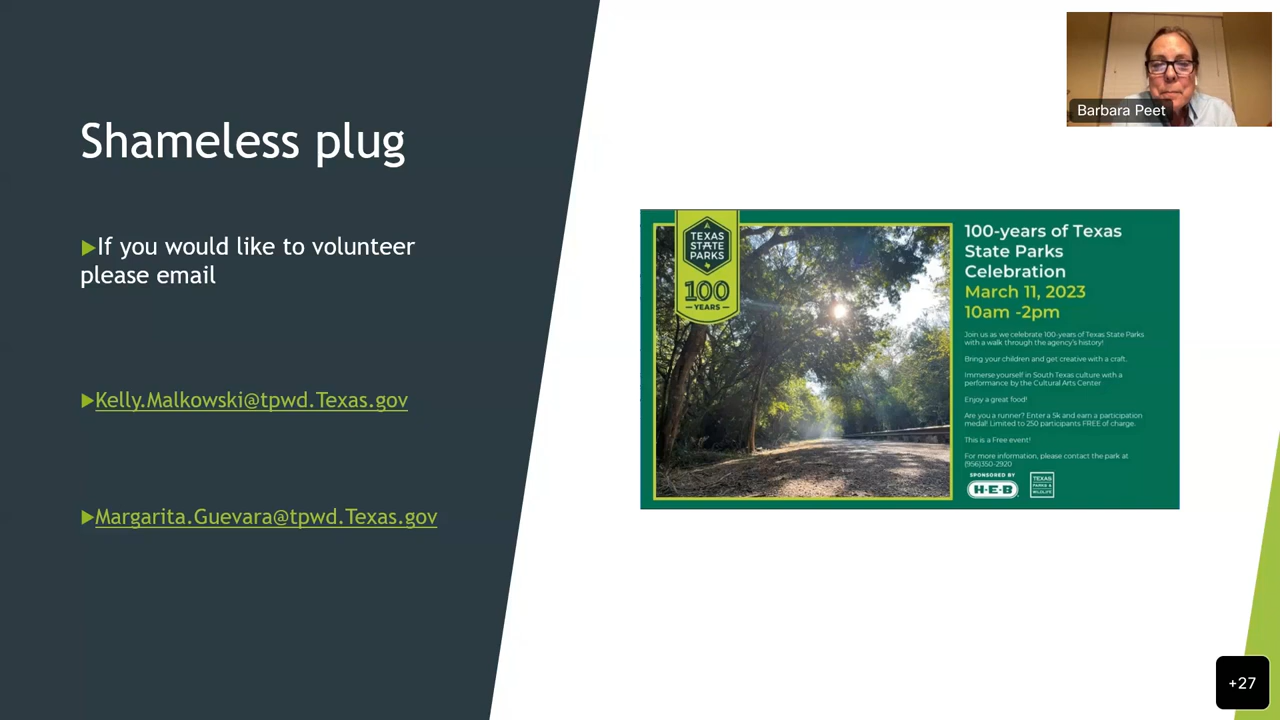 Shameless plug
▶If you would like to volunteer
please email
▶Kelly.Malkowski@tpwd.Texas.gov
▶Margarita.Guevara@tpwd.Texas.gov
TEXAS
STATE
PARKS
100
YEARS
100-years of Texas
State Parks
Celebration
March 11, 2023
10am -2pm
Join us as we celebrate 100-years of Texas State Parks
with a walk through the agency's history!
Bring your children and get creative with a craft.
Immerse yourself in South Texas culture with a
performance by the Cultural Arts Center
Enjoy a great food!
Are you a runner? Enter a 5k and earn a participation
medal! Limited to 250 participants FREE of charge.
This is a Free event!
For more information, please contact the park at
(956)350-2920
SPONSORED BY
H-E-B
TEXAS
PARKS &
WILDLIFE
Barbara Peet
+27